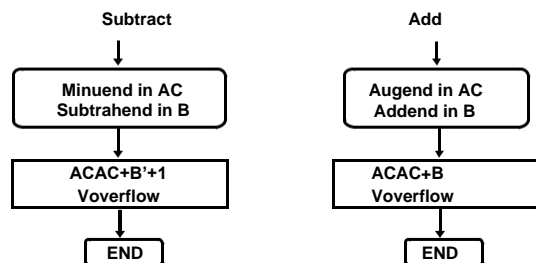 Subtract
Minuend in AC
Subtrahend in B
ACAC+B'+1
Voverflow
END
Add
Augend in AC
Addend in B
ACAC+B
Voverflow
END